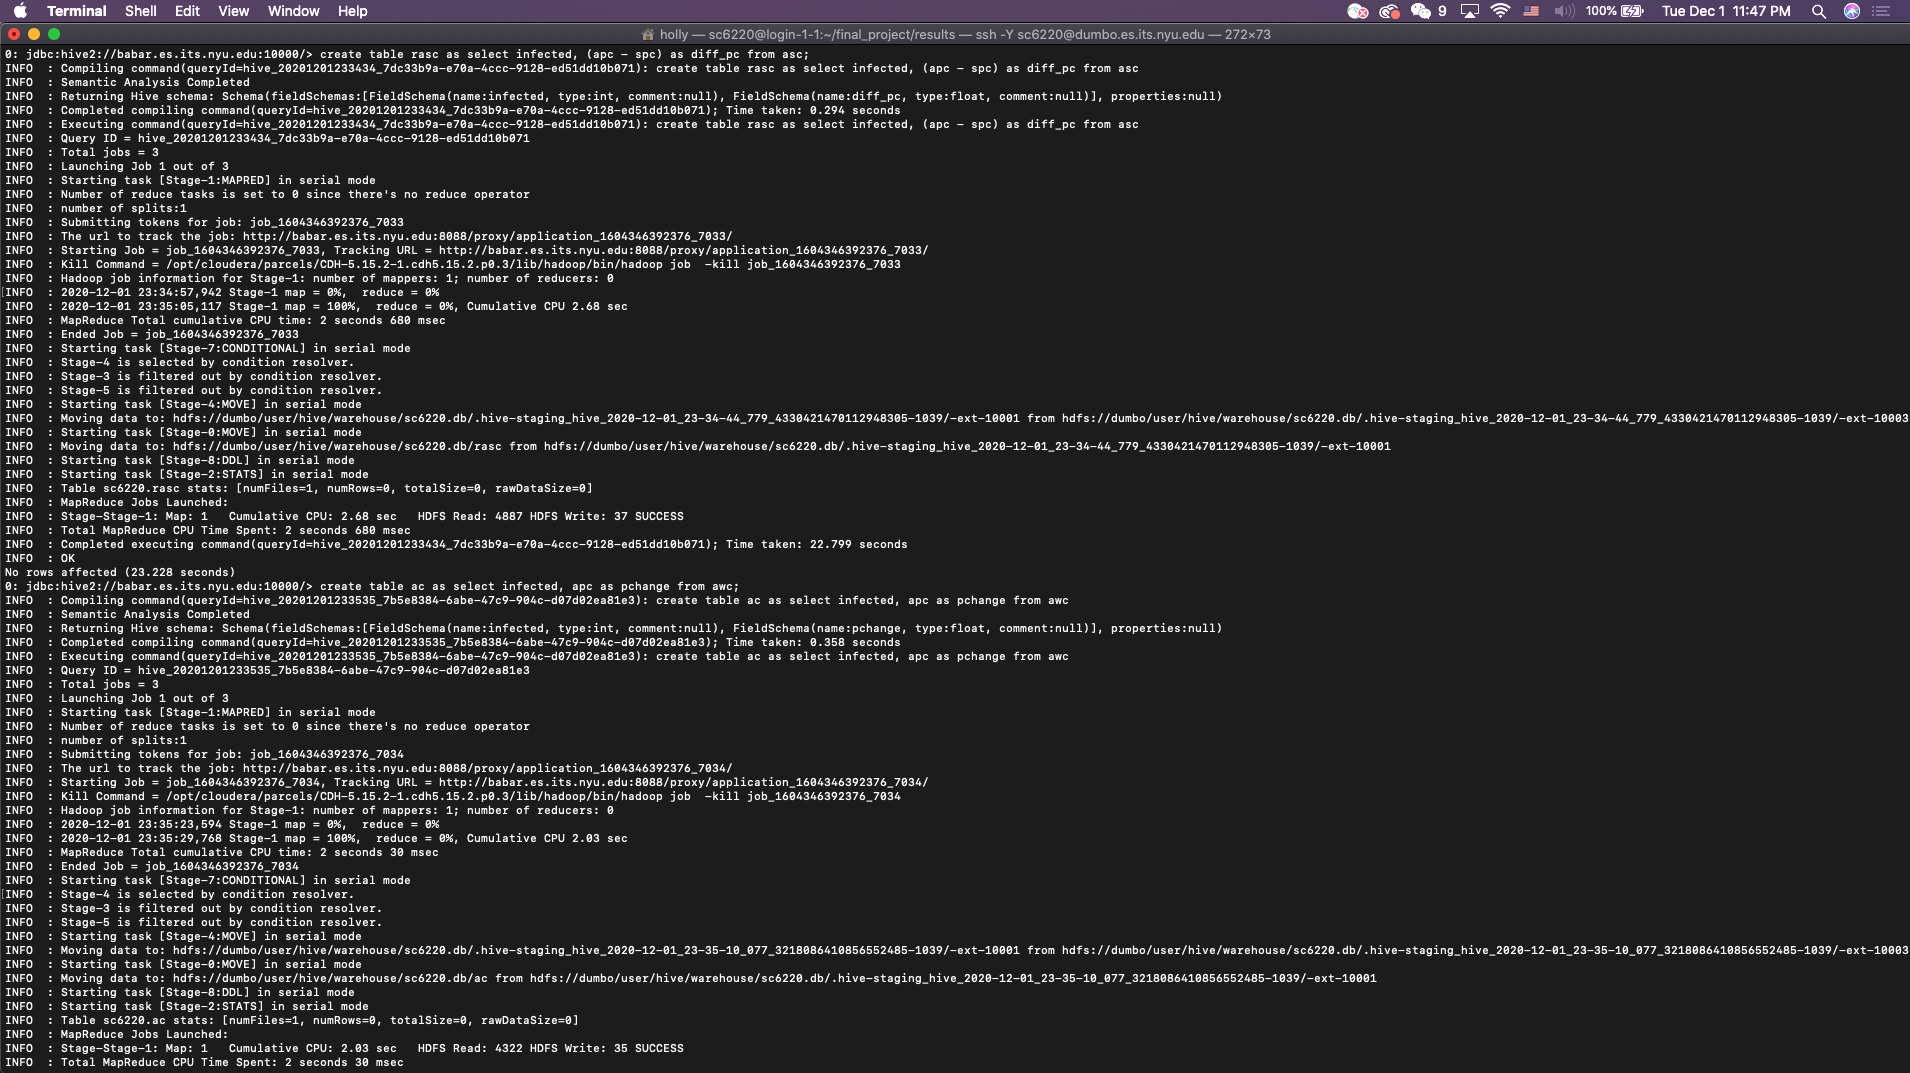 Terminal Shell Edit View Window Help 9 100% Tue Dec 1 11:47 PM
holly — sc6220@login-1-1:~/final_project/results — ssh -Y sc6220@dumbo.es.its.nyu.edu — 272×73
0: jdbc:hive2://babar.es.its.nyu.edu:10000/> create table rasc as select infected, (apc - spc) as diff_pc from asc;
INFO  : Compiling command(queryId=hive_20201201233434_7dc33b9a-e70a-4ccc-9128-ed51dd10b071): create table rasc as select infected, (apc - spc) as diff_pc from asc
INFO  : Semantic Analysis Completed
INFO  : Returning Hive schema: Schema(fieldSchemas:[FieldSchema(name:infected, type:int, comment:null), FieldSchema(name:diff_pc, type:float, comment:null)], properties:null)
INFO  : Completed compiling command(queryId=hive_20201201233434_7dc33b9a-e70a-4ccc-9128-ed51dd10b071); Time taken: 0.294 seconds
INFO  : Executing command(queryId=hive_20201201233434_7dc33b9a-e70a-4ccc-9128-ed51dd10b071): create table rasc as select infected, (apc - spc) as diff_pc from asc
INFO  : Query ID = hive_20201201233434_7dc33b9a-e70a-4ccc-9128-ed51dd10b071
INFO  : Total jobs = 3
INFO  : Launching Job 1 out of 3
INFO  : Starting task [Stage-1:MAPRED] in serial mode
INFO  : Number of reduce tasks is set to 0 since there's no reduce operator
INFO  : number of splits:1
INFO  : Submitting tokens for job: job_1604346392376_7033
INFO  : The url to track the job: http://babar.es.its.nyu.edu:8088/proxy/application_1604346392376_7033/
INFO  : Starting Job = job_1604346392376_7033, Tracking URL = http://babar.es.its.nyu.edu:8088/proxy/application_1604346392376_7033/
INFO  : Kill Command = /opt/cloudera/parcels/CDH-5.15.2-1.cdh5.15.2.p0.3/lib/hadoop/bin/hadoop job  -kill job_1604346392376_7033
INFO  : Hadoop job information for Stage-1: number of mappers: 1; number of reducers: 0
INFO  : 2020-12-01 23:34:57,942 Stage-1 map = 0%,  reduce = 0%
INFO  : 2020-12-01 23:35:05,117 Stage-1 map = 100%,  reduce = 0%, Cumulative CPU 2.68 sec
INFO  : MapReduce Total cumulative CPU time: 2 seconds 680 msec
INFO  : Ended Job = job_1604346392376_7033
INFO  : Starting task [Stage-7:CONDITIONAL] in serial mode
INFO  : Stage-4 is selected by condition resolver.
INFO  : Stage-3 is filtered out by condition resolver.
INFO  : Stage-5 is filtered out by condition resolver.
INFO  : Starting task [Stage-4:MOVE] in serial mode
INFO  : Moving data to: hdfs://dumbo/user/hive/warehouse/sc6220.db/.hive-staging_hive_2020-12-01_23-34-44_779_4330421470112948305-1039/-ext-10001 from hdfs://dumbo/user/hive/warehouse/sc6220.db/.hive-staging_hive_2020-12-01_23-34-44_779_4330421470112948305-1039/-ext-10003
INFO  : Starting task [Stage-0:MOVE] in serial mode
INFO  : Moving data to: hdfs://dumbo/user/hive/warehouse/sc6220.db/rasc from hdfs://dumbo/user/hive/warehouse/sc6220.db/.hive-staging_hive_2020-12-01_23-34-44_779_4330421470112948305-1039/-ext-10001
INFO  : Starting task [Stage-8:DDL] in serial mode
INFO  : Starting task [Stage-2:STATS] in serial mode
INFO  : Table sc6220.rasc stats: [numFiles=1, numRows=0, totalSize=0, rawDataSize=0]
INFO  : MapReduce Jobs Launched:
INFO  : Stage-Stage-1: Map: 1   Cumulative CPU: 2.68 sec   HDFS Read: 4887 HDFS Write: 37 SUCCESS
INFO  : Total MapReduce CPU Time Spent: 2 seconds 680 msec
INFO  : Completed executing command(queryId=hive_20201201233434_7dc33b9a-e70a-4ccc-9128-ed51dd10b071); Time taken: 22.799 seconds
INFO  : OK
No rows affected (23.228 seconds)
0: jdbc:hive2://babar.es.its.nyu.edu:10000/> create table ac as select infected, apc as pchange from awc;
INFO  : Compiling command(queryId=hive_20201201233535_7b5e8384-6abe-47c9-904c-d07d02ea81e3): create table ac as select infected, apc as pchange from awc
INFO  : Semantic Analysis Completed
INFO  : Returning Hive schema: Schema(fieldSchemas:[FieldSchema(name:infected, type:int, comment:null), FieldSchema(name:pchange, type:float, comment:null)], properties:null)
INFO  : Completed compiling command(queryId=hive_20201201233535_7b5e8384-6abe-47c9-904c-d07d02ea81e3); Time taken: 0.358 seconds
INFO  : Executing command(queryId=hive_20201201233535_7b5e8384-6abe-47c9-904c-d07d02ea81e3): create table ac as select infected, apc as pchange from awc
INFO  : Query ID = hive_20201201233535_7b5e8384-6abe-47c9-904c-d07d02ea81e3
INFO  : Total jobs = 3
INFO  : Launching Job 1 out of 3
INFO  : Starting task [Stage-1:MAPRED] in serial mode
INFO  : Number of reduce tasks is set to 0 since there's no reduce operator
INFO  : number of splits:1
INFO  : Submitting tokens for job: job_1604346392376_7034
INFO  : The url to track the job: http://babar.es.its.nyu.edu:8088/proxy/application_1604346392376_7034/
INFO  : Starting Job = job_1604346392376_7034, Tracking URL = http://babar.es.its.nyu.edu:8088/proxy/application_1604346392376_7034/
INFO  : Kill Command = /opt/cloudera/parcels/CDH-5.15.2-1.cdh5.15.2.p0.3/lib/hadoop/bin/hadoop job  -kill job_1604346392376_7034
INFO  : Hadoop job information for Stage-1: number of mappers: 1; number of reducers: 0
INFO  : 2020-12-01 23:35:23,594 Stage-1 map = 0%,  reduce = 0%
INFO  : 2020-12-01 23:35:29,768 Stage-1 map = 100%,  reduce = 0%, Cumulative CPU 2.03 sec
INFO  : MapReduce Total cumulative CPU time: 2 seconds 30 msec
INFO  : Ended Job = job_1604346392376_7034
INFO  : Starting task [Stage-7:CONDITIONAL] in serial mode
INFO  : Stage-4 is selected by condition resolver.
INFO  : Stage-3 is filtered out by condition resolver.
INFO  : Stage-5 is filtered out by condition resolver.
INFO  : Starting task [Stage-4:MOVE] in serial mode
INFO  : Moving data to: hdfs://dumbo/user/hive/warehouse/sc6220.db/.hive-staging_hive_2020-12-01_23-35-10_077_3218086410856552485-1039/-ext-10001 from hdfs://dumbo/user/hive/warehouse/sc6220.db/.hive-staging_hive_2020-12-01_23-35-10_077_3218086410856552485-1039/-ext-10003
INFO  : Starting task [Stage-0:MOVE] in serial mode
INFO  : Moving data to: hdfs://dumbo/user/hive/warehouse/sc6220.db/ac from hdfs://dumbo/user/hive/warehouse/sc6220.db/.hive-staging_hive_2020-12-01_23-35-10_077_3218086410856552485-1039/-ext-10001
INFO  : Starting task [Stage-8:DDL] in serial mode
INFO  : Starting task [Stage-2:STATS] in serial mode
INFO  : Table sc6220.ac stats: [numFiles=1, numRows=0, totalSize=0, rawDataSize=0]
INFO  : MapReduce Jobs Launched:
INFO  : Stage-Stage-1: Map: 1   Cumulative CPU: 2.03 sec   HDFS Read: 4322 HDFS Write: 35 SUCCESS
INFO  : Total MapReduce CPU Time Spent: 2 seconds 30 msec